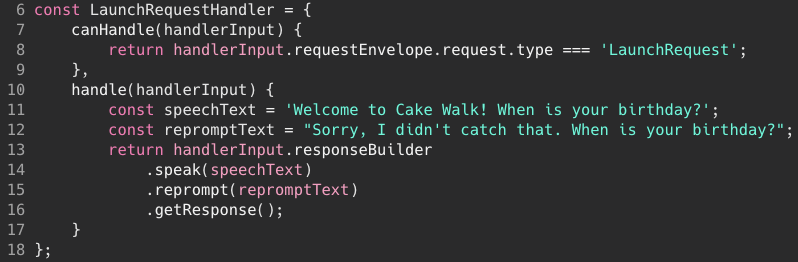 6 const LaunchRequestHandler = {
7     canHandle(handlerInput) {
8         return handlerInput.requestEnvelope.request.type === 'LaunchRequest';
9     },
10     handle(handlerInput) {
11         const speechText = 'Welcome to Cake Walk! When is your birthday?';
12         const repromptText = "Sorry, I didn't catch that. When is your birthday?";
13         return handlerInput.responseBuilder
14             .speak(speechText)
15             .reprompt(repromptText)
16             .getResponse();
17     }
18 };